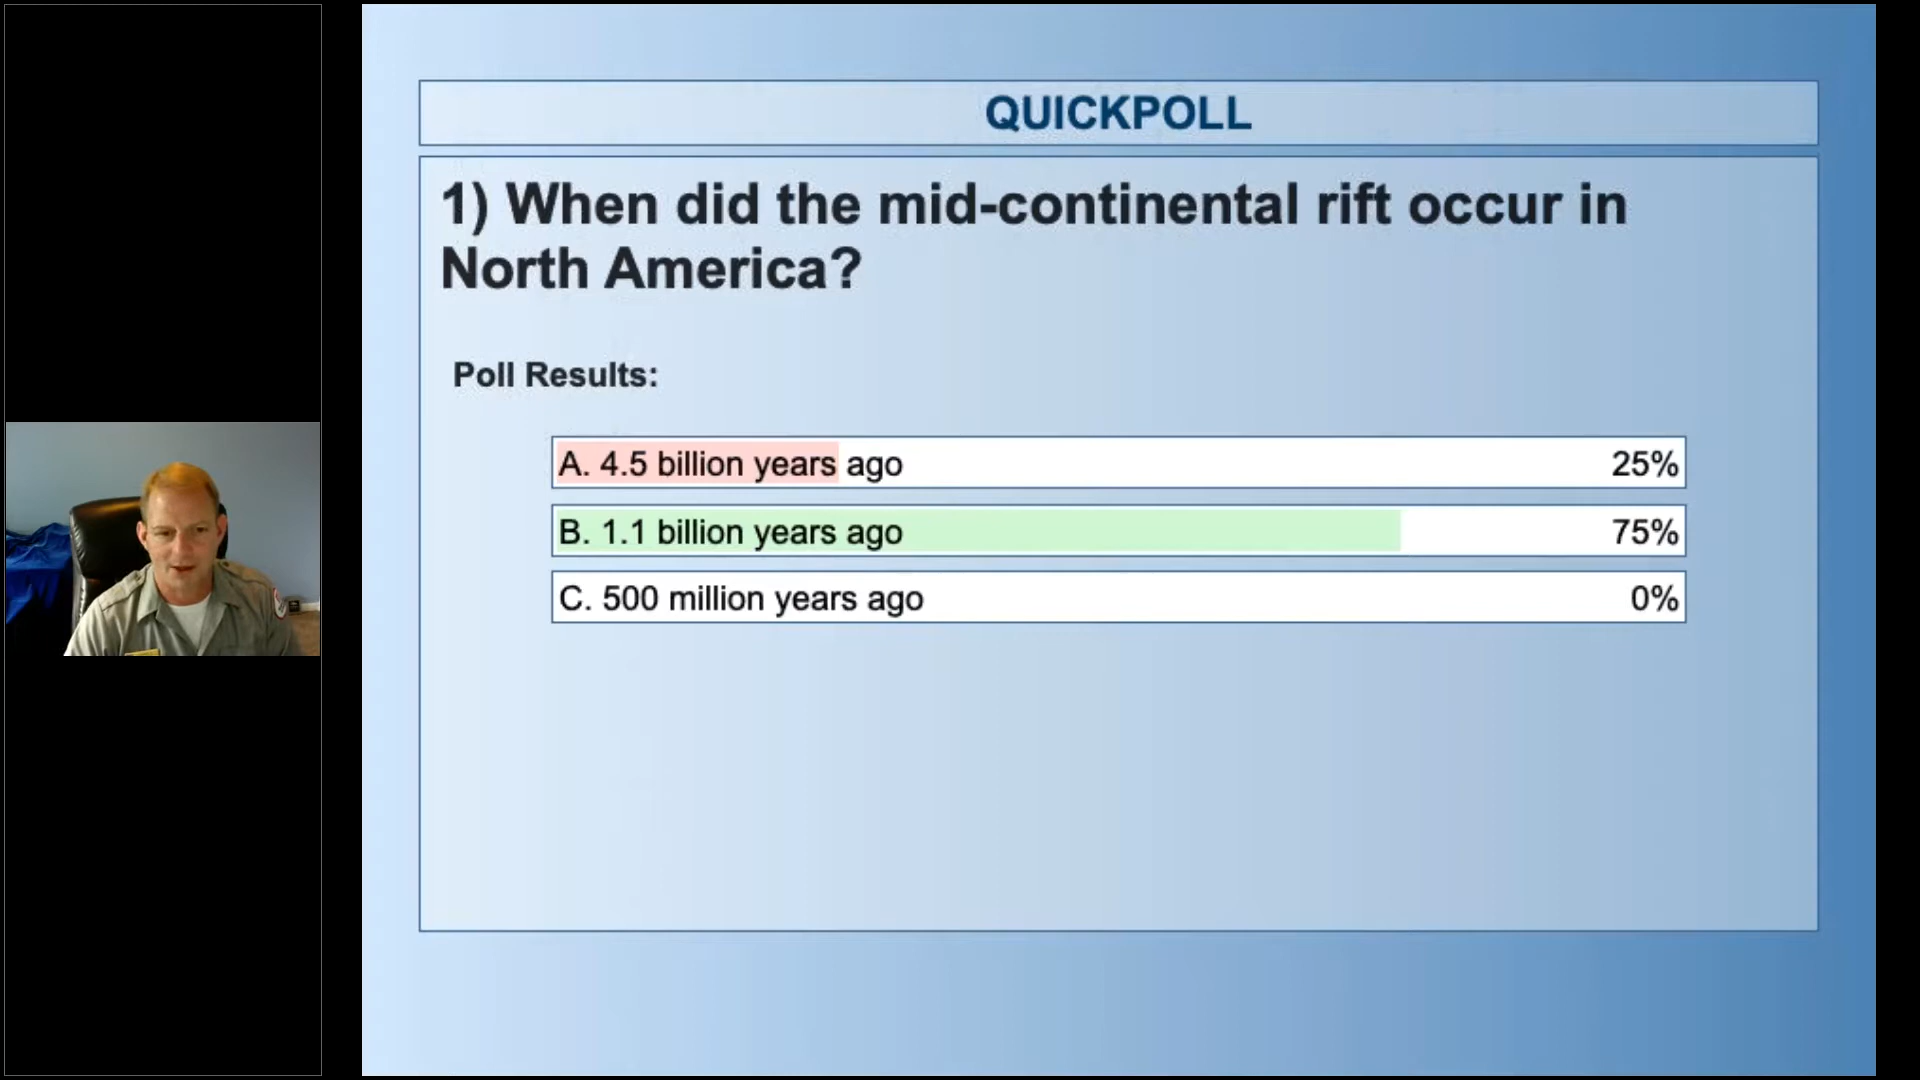 QUICKPOLL
1) When did the mid-continental rift occur in
North America?
Poll Results:
A. 4.5 billion years ago 25%
B. 1.1 billion years ago 75%
C. 500 million years ago 0%